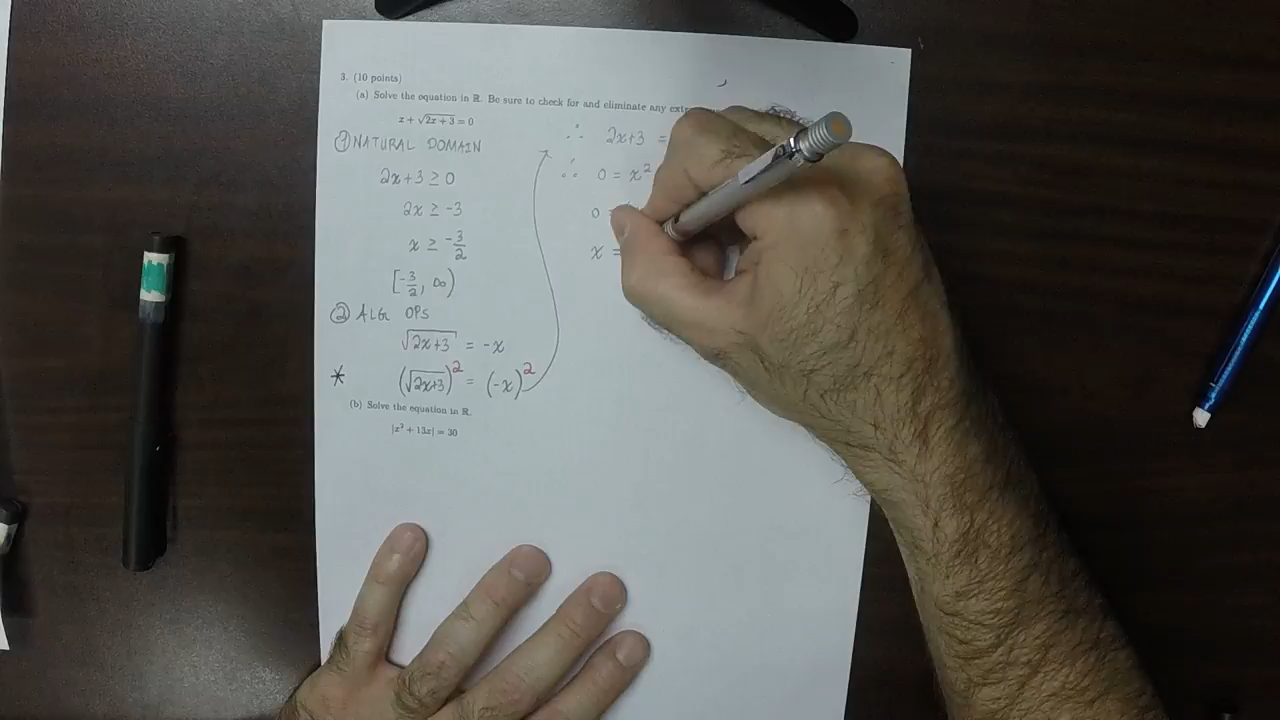 3. (10 points)
(a) Solve the equation in ℝ. Be sure to check for and eliminate any
x + √2x + 3 = 0
① NATURAL DOMAIN
2x+3 ≥ 0
2x ≥ -3
x ≥ -3/2
[-3/2, ∞)
② ALG OPS
√2x+3 = -x
* (√2x+3)² = (-x)²
(b) Solve the equation in ℝ.
|x² + 13x| = 30
∴ 2x+3 =
∴ 0 = x²
0
x =